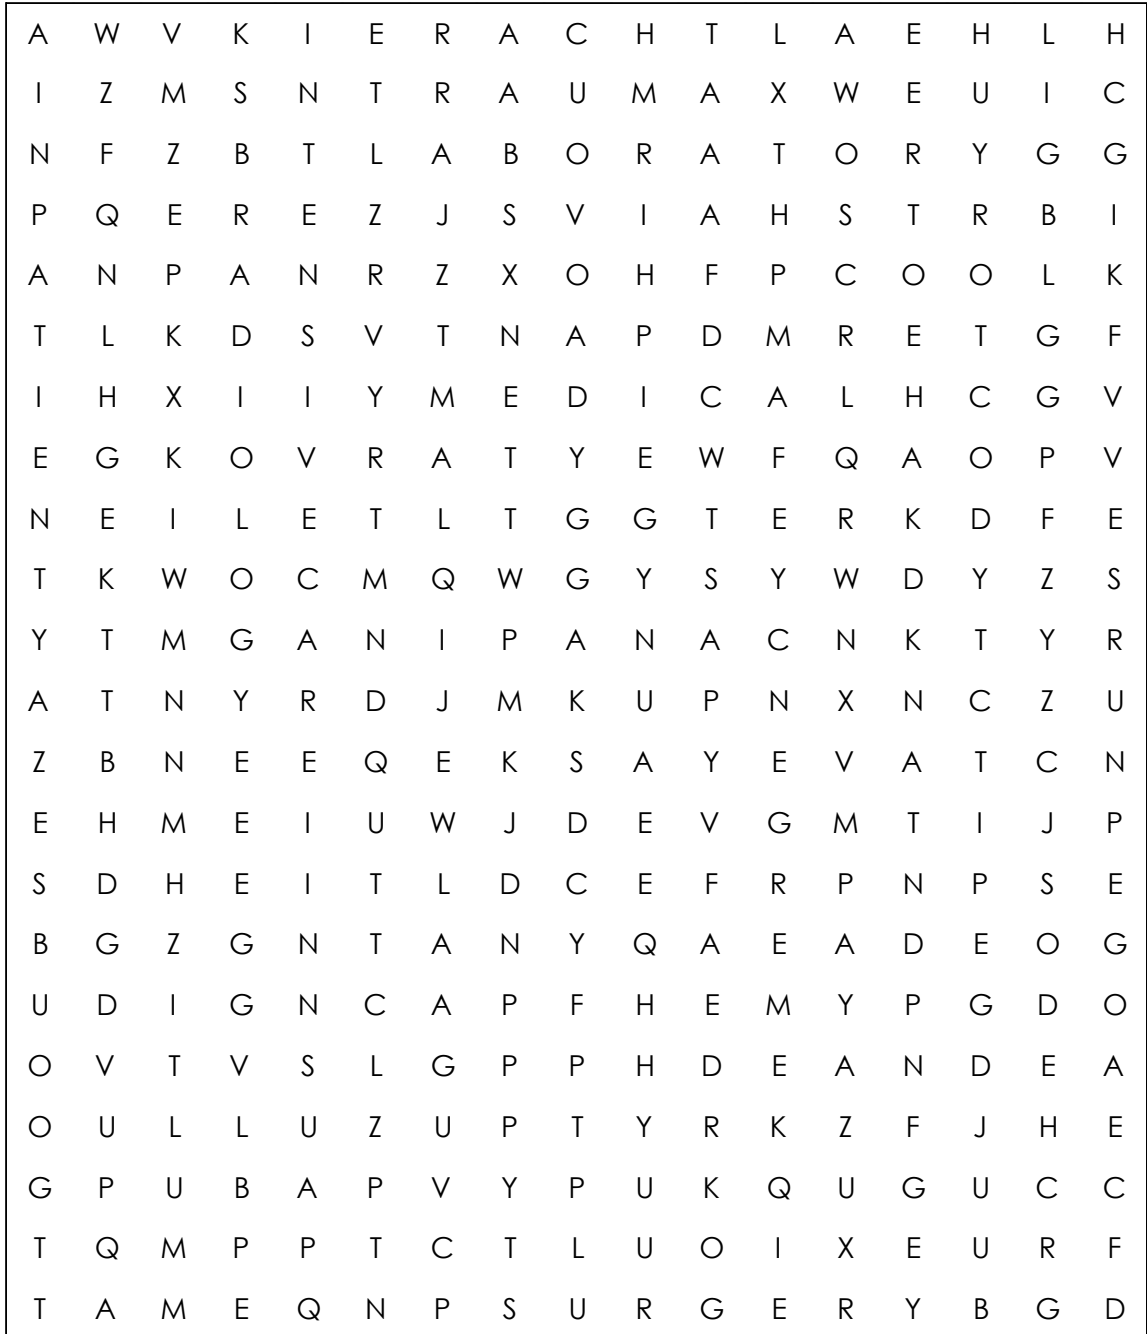 A W V K I E R A C H T L A E H L H
I Z M S N T R A U M A X W E U I C
N F Z B T L A B O R A T O R Y G G
P Q E R E Z J S V I A H S T R B I
A N P A N R Z X O H F P C O O L K
T L K D S V T N A P D M R E T G F
I H X I I Y M E D I C A L H C G V
E G K O V R A T Y E W F Q A O P V
N E I L E T L T G G T E R K D F E
T K W O C M Q W G Y S Y W D Y Z S
Y T M G A N I P A N A C N K T Y R
A T N Y R D J M K U P N X N C Z U
Z B N E E Q E K S A Y E V A T C N
E H M E I U W J D E V G M T I J P
S D H E I T L D C E F R P N P S E
B G Z G N T A N Y Q A E A D E O G
U D I G N C A P F H E M Y P G D O
O V T V S L G P P H D E A N D E A
O U L L U Z U P T Y R K Z F J H E
G P U B A P V Y P U K Q U G U C C
T Q M P P T C T L U O I X E U R F
T A M E Q N P S U R G E R Y B G D